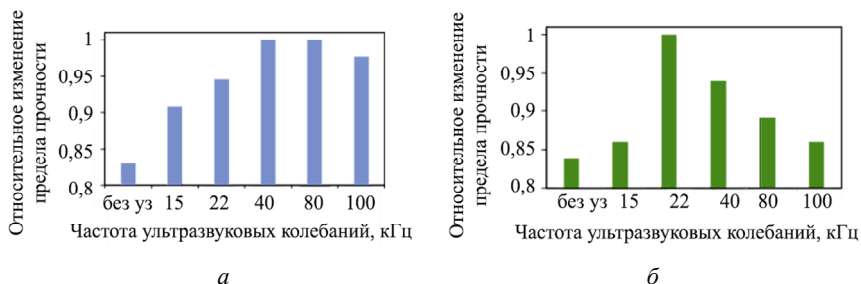 Относительное изменение
предела прочности
1
0,95
0,9
0,85
0,8
без уз 15 22 40 80 100
Частота ультразвуковых колебаний, кГц
а
Относительное изменение
предела прочности
1
0,95
0,9
0,85
0,8
без уз 15 22 40 80 100
Частота ультразвуковых колебаний, кГц
б